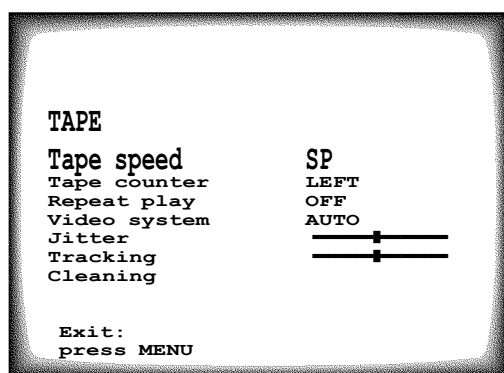 TAPE
Tape speed SP
Tape counter LEFT
Repeat play OFF
Video system AUTO
Jitter
Tracking
Cleaning
Exit:
press MENU